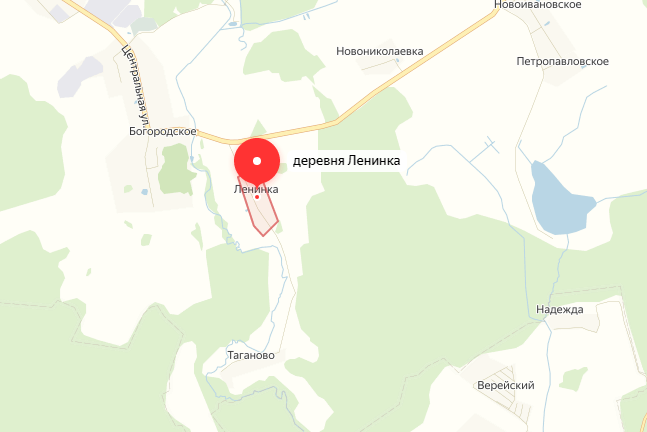 Новоивановское
Новониколаевка
Петропавловское
Центральная ул.
Богородское
деревня Ленинка
Ленинка
Надежда
Таганово
Верейский